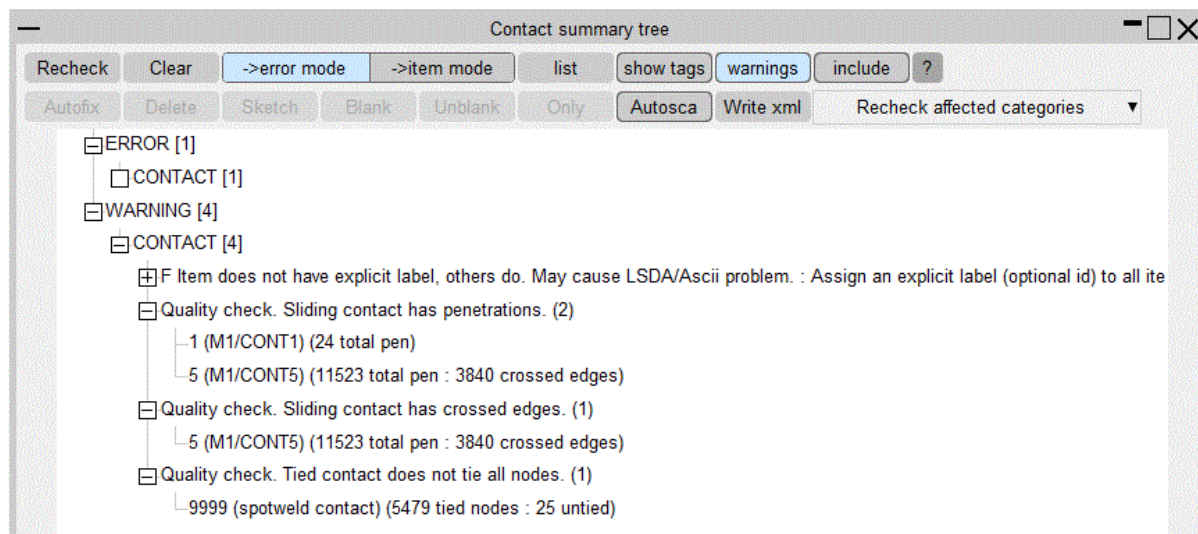 Contact summary tree
Recheck Clear ->error mode ->item mode list show tags warnings include ?
Autofix Delete Sketch Blank Unblank Only Autosca Write xml Recheck affected categories
ERROR [1]
CONTACT [1]
WARNING [4]
CONTACT [4]
F Item does not have explicit label, others do. May cause LSDA/Ascii problem. : Assign an explicit label (optional id) to all ite
Quality check. Sliding contact has penetrations. (2)
1 (M1/CONT1) (24 total pen)
5 (M1/CONT5) (11523 total pen : 3840 crossed edges)
Quality check. Sliding contact has crossed edges. (1)
5 (M1/CONT5) (11523 total pen : 3840 crossed edges)
Quality check. Tied contact does not tie all nodes. (1)
9999 (spotweld contact) (5479 tied nodes : 25 untied)